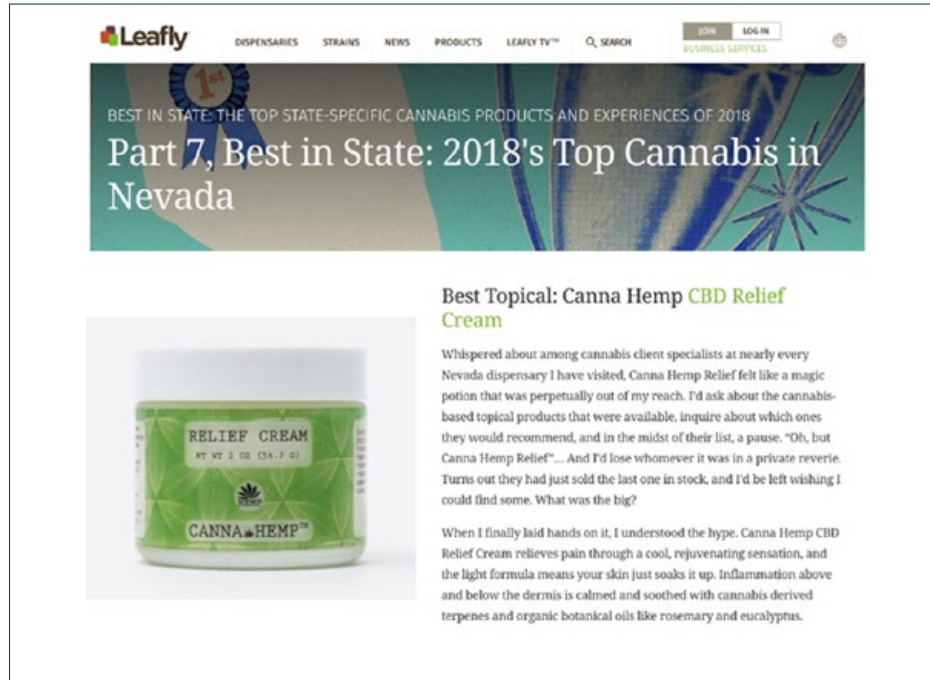 Leafly
DISPENSARIES STRAINS NEWS PRODUCTS LEAFLY TV™ SEARCH
JOIN LOG IN
BUSINESS SERVICES
1st
BEST IN STATE: THE TOP STATE-SPECIFIC CANNABIS PRODUCTS AND EXPERIENCES OF 2018
Part 7, Best in State: 2018's Top Cannabis in
Nevada
Best Topical: Canna Hemp CBD Relief
Cream
Whispered about among cannabis client specialists at nearly every
Nevada dispensary I have visited, Canna Hemp Relief felt like a magic
potion that was perpetually out of my reach. I'd ask about the cannabis-
based topical products that were available, inquire about which ones
they would recommend, and in the midst of their list, a pause. “Oh, but
Canna Hemp Relief”... And I'd lose whomever it was in a private reverie.
Turns out they had just sold the last one in stock, and I'd be left wishing I
could find some. What was the big?
When I finally laid hands on it, I understood the hype. Canna Hemp CBD
Relief Cream relieves pain through a cool, rejuvenating sensation, and
the light formula means your skin just soaks it up. Inflammation above
and below the dermis is calmed and soothed with cannabis derived
terpenes and organic botanical oils like rosemary and eucalyptus.
RELIEF CREAM
NT WT 2 OZ (56.7 G)
HEMP
CANNA HEMP™